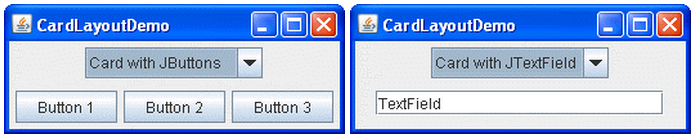 CardLayoutDemo
Card with JButtons
Button 1 Button 2 Button 3
CardLayoutDemo
Card with JTextField
TextField